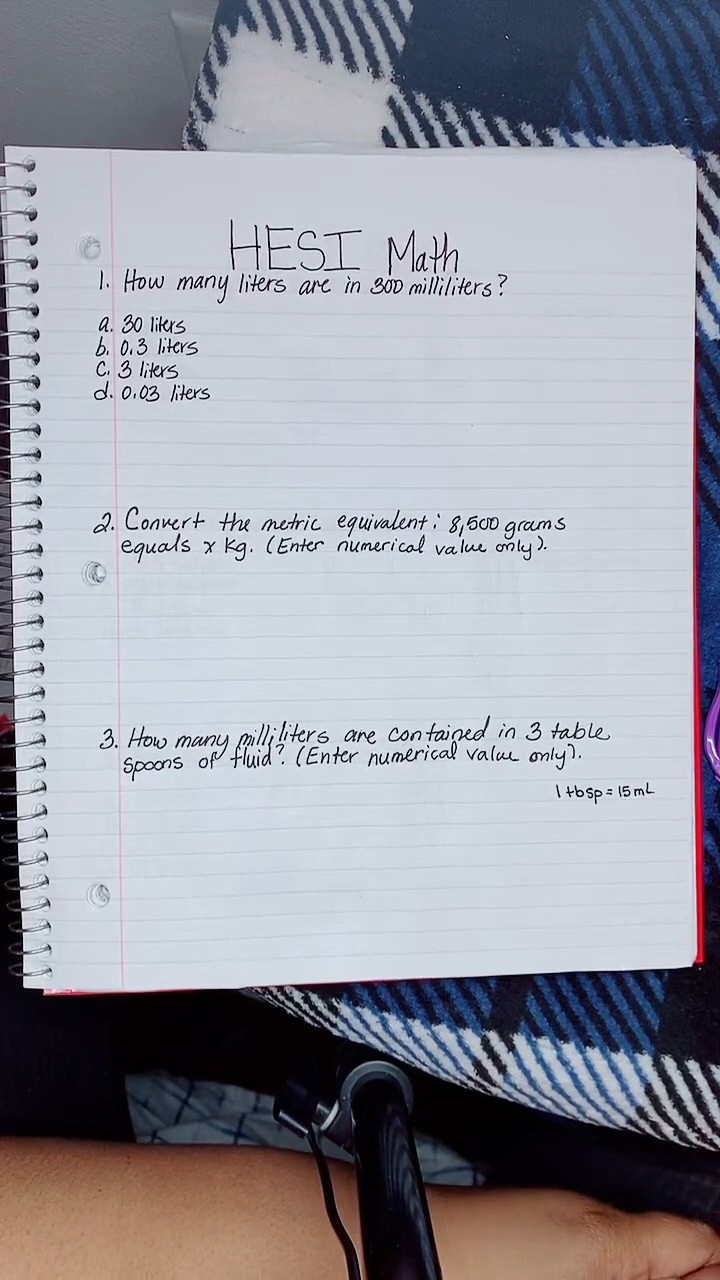 HESI Math
1. How many liters are in 300 milliliters?
a. 30 liters
b. 0.3 liters
c. 3 liters
d. 0.03 liters
2. Convert the metric equivalent: 8,500 grams
equals x Kg. (Enter numerical value only).
3. How many milliliters are contained in 3 table
spoons of fluid? (Enter numerical value only).
1 tbsp = 15 mL